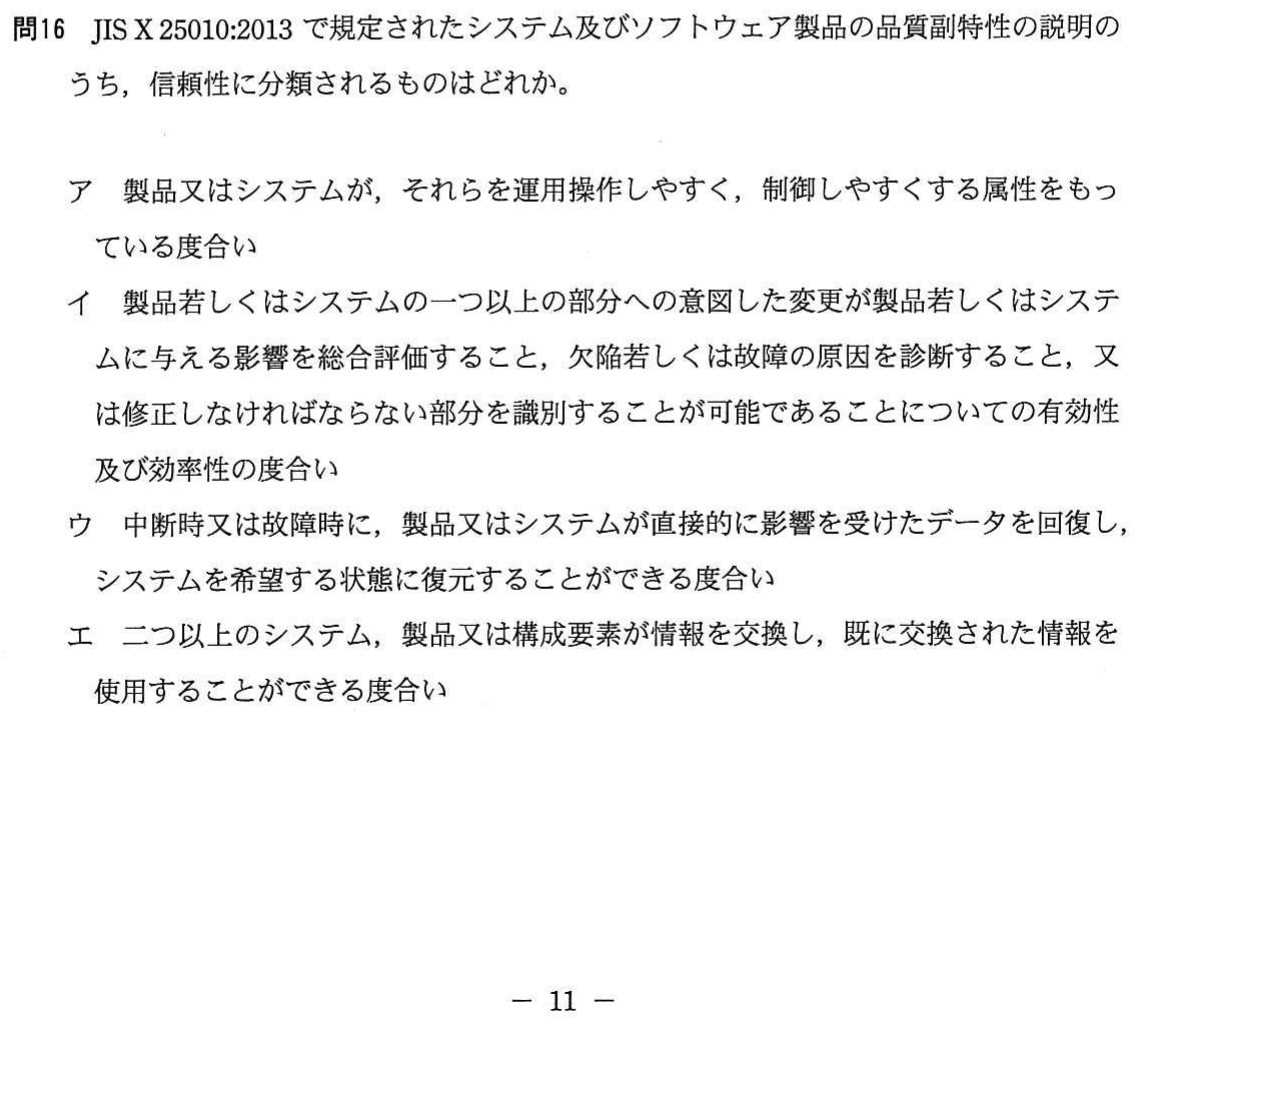 問16 JIS X 25010:2013 で規定されたシステム及びソフトウェア製品の品質副特性の説明の
うち，信頼性に分類されるものはどれか。
ア 製品又はシステムが，それらを運用操作しやすく，制御しやすくする属性をもっ
ている度合い
イ 製品若しくはシステムの一つ以上の部分への意図した変更が製品若しくはシステ
ムに与える影響を総合評価すること，欠陥若しくは故障の原因を診断すること，又
は修正しなければならない部分を識別することが可能であることについての有効性
及び効率性の度合い
ウ 中断時又は故障時に，製品又はシステムが直接的に影響を受けたデータを回復し，
システムを希望する状態に復元することができる度合い
エ 二つ以上のシステム，製品又は構成要素が情報を交換し，既に交換された情報を
使用することができる度合い
－ 11 －